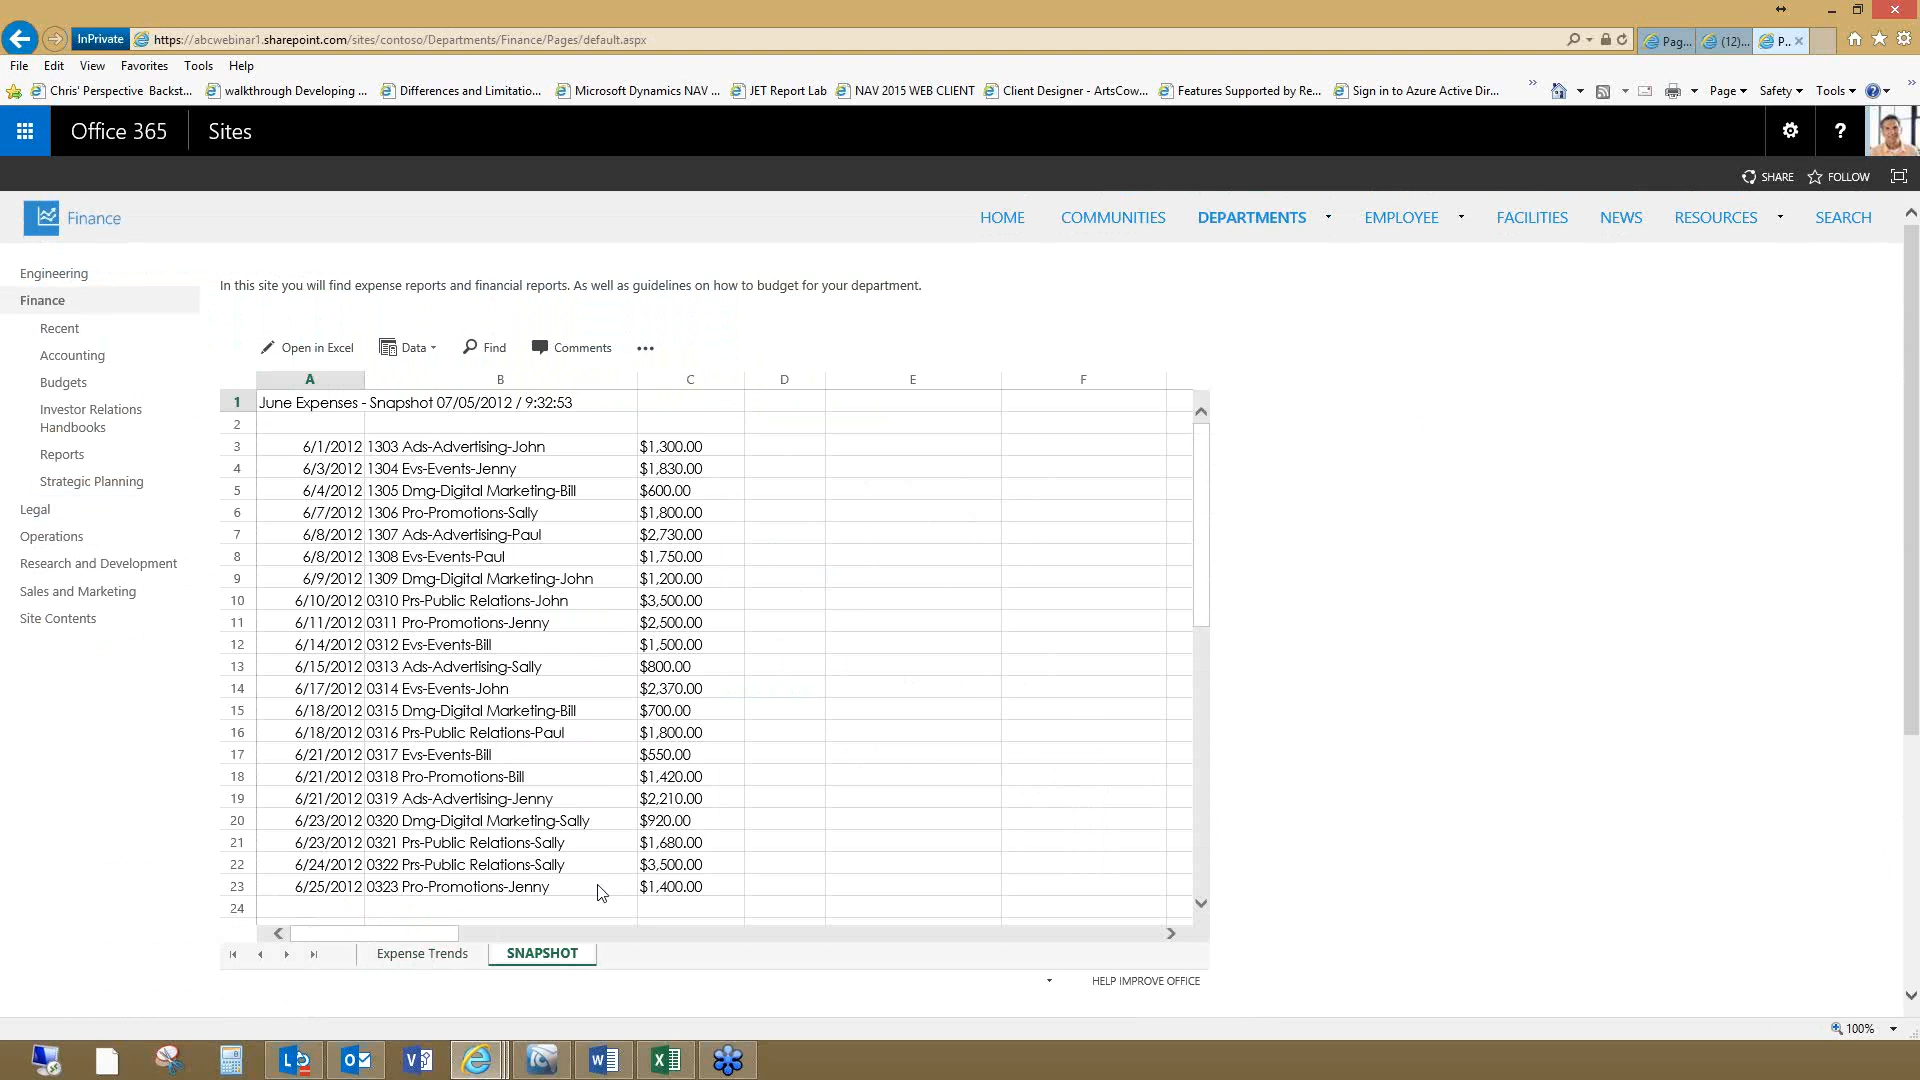 InPrivate
https://abcwebinar1.sharepoint.com/sites/contoso/Departments/Finance/Pages/default.aspx
Pag...
(12)...
P..
File Edit View Favorites Tools Help
Chris' Perspective Backst...
walkthrough Developing ...
Differences and Limitatio...
Microsoft Dynamics NAV ...
JET Report Lab
NAV 2015 WEB CLIENT
Client Designer - ArtsCow...
Features Supported by Re...
Sign in to Azure Active Dir...
Page Safety Tools
Office 365 Sites
?
SHARE FOLLOW
Finance
HOME COMMUNITIES DEPARTMENTS EMPLOYEE FACILITIES NEWS RESOURCES SEARCH
Engineering
Finance
Recent
Accounting
Budgets
Investor Relations
Handbooks
Reports
Strategic Planning
Legal
Operations
Research and Development
Sales and Marketing
Site Contents
In this site you will find expense reports and financial reports. As well as guidelines on how to budget for your department.
Open in Excel Data Find Comments ...
A B C D E F
1 June Expenses - Snapshot 07/05/2012 / 9:32:53
2
3 6/1/2012 1303 Ads-Advertising-John $1,300.00
4 6/3/2012 1304 Evs-Events-Jenny $1,830.00
5 6/4/2012 1305 Dmg-Digital Marketing-Bill $600.00
6 6/7/2012 1306 Pro-Promotions-Sally $1,800.00
7 6/8/2012 1307 Ads-Advertising-Paul $2,730.00
8 6/8/2012 1308 Evs-Events-Paul $1,750.00
9 6/9/2012 1309 Dmg-Digital Marketing-John $1,200.00
10 6/10/2012 0310 Prs-Public Relations-John $3,500.00
11 6/11/2012 0311 Pro-Promotions-Jenny $2,500.00
12 6/14/2012 0312 Evs-Events-Bill $1,500.00
13 6/15/2012 0313 Ads-Advertising-Sally $800.00
14 6/17/2012 0314 Evs-Events-John $2,370.00
15 6/18/2012 0315 Dmg-Digital Marketing-Bill $700.00
16 6/18/2012 0316 Prs-Public Relations-Paul $1,800.00
17 6/21/2012 0317 Evs-Events-Bill $550.00
18 6/21/2012 0318 Pro-Promotions-Bill $1,420.00
19 6/21/2012 0319 Ads-Advertising-Jenny $2,210.00
20 6/23/2012 0320 Dmg-Digital Marketing-Sally $920.00
21 6/23/2012 0321 Prs-Public Relations-Sally $1,680.00
22 6/24/2012 0322 Prs-Public Relations-Sally $3,500.00
23 6/25/2012 0323 Pro-Promotions-Jenny $1,400.00
24
Expense Trends SNAPSHOT
HELP IMPROVE OFFICE
100%